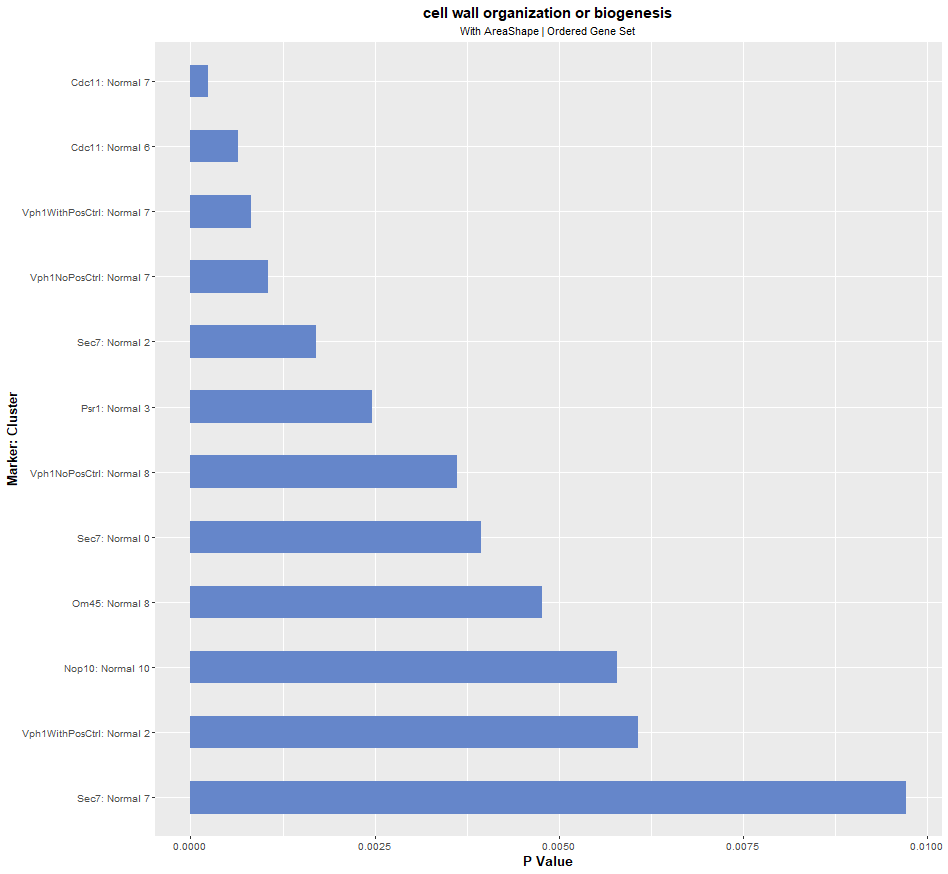 cell wall organization or biogenesis
With AreaShape | Ordered Gene Set
Marker: Cluster
Cdc11: Normal 7
Cdc11: Normal 6
Vph1WithPosCtrl: Normal 7
Vph1NoPosCtrl: Normal 7
Sec7: Normal 2
Psr1: Normal 3
Vph1NoPosCtrl: Normal 8
Sec7: Normal 0
Om45: Normal 8
Nop10: Normal 10
Vph1WithPosCtrl: Normal 2
Sec7: Normal 7
0.0000 0.0025 0.0050 0.0075 0.0100
P Value